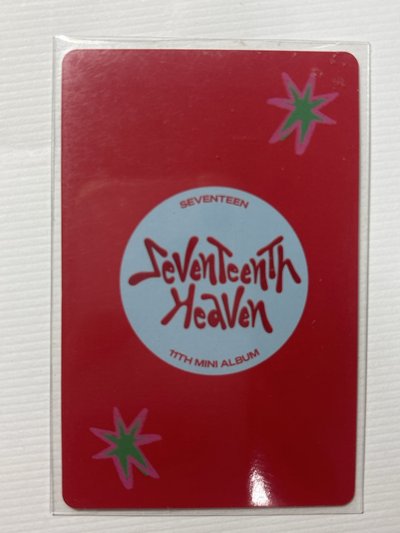 SEVENTEEN
SeVenTeenTh
HeaVen
11TH MINI ALBUM